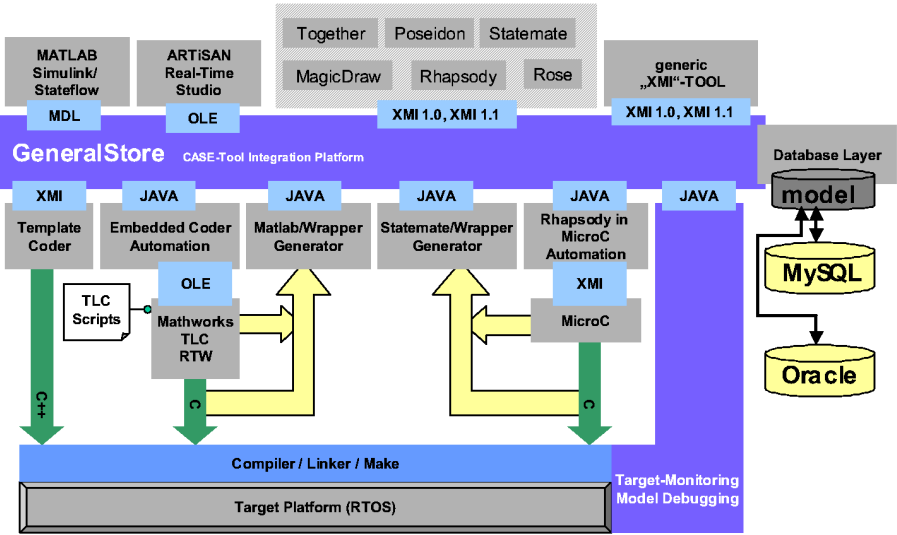 Together
Poseidon
Statemate
MATLAB
Simulink/
Stateflow
ARTiSAN
Real-Time
Studio
MagicDraw
Rhapsody
Rose
generic
„XMI“-TOOL
MDL
OLE
XMI 1.0, XMI 1.1
XMI 1.0, XMI 1.1
GeneralStore
CASE-Tool Integration Platform
Database Layer
model
XMI
JAVA
JAVA
JAVA
JAVA
JAVA
Template
Coder
Embedded Coder
Automation
Matlab/Wrapper
Generator
Statemate/Wrapper
Generator
Rhapsody in
MicroC
Automation
MySQL
OLE
XMI
TLC
Scripts
Mathworks
TLC
RTW
MicroC
Oracle
C++
C
C
Compiler / Linker / Make
Target Platform (RTOS)
Target-Monitoring
Model Debugging